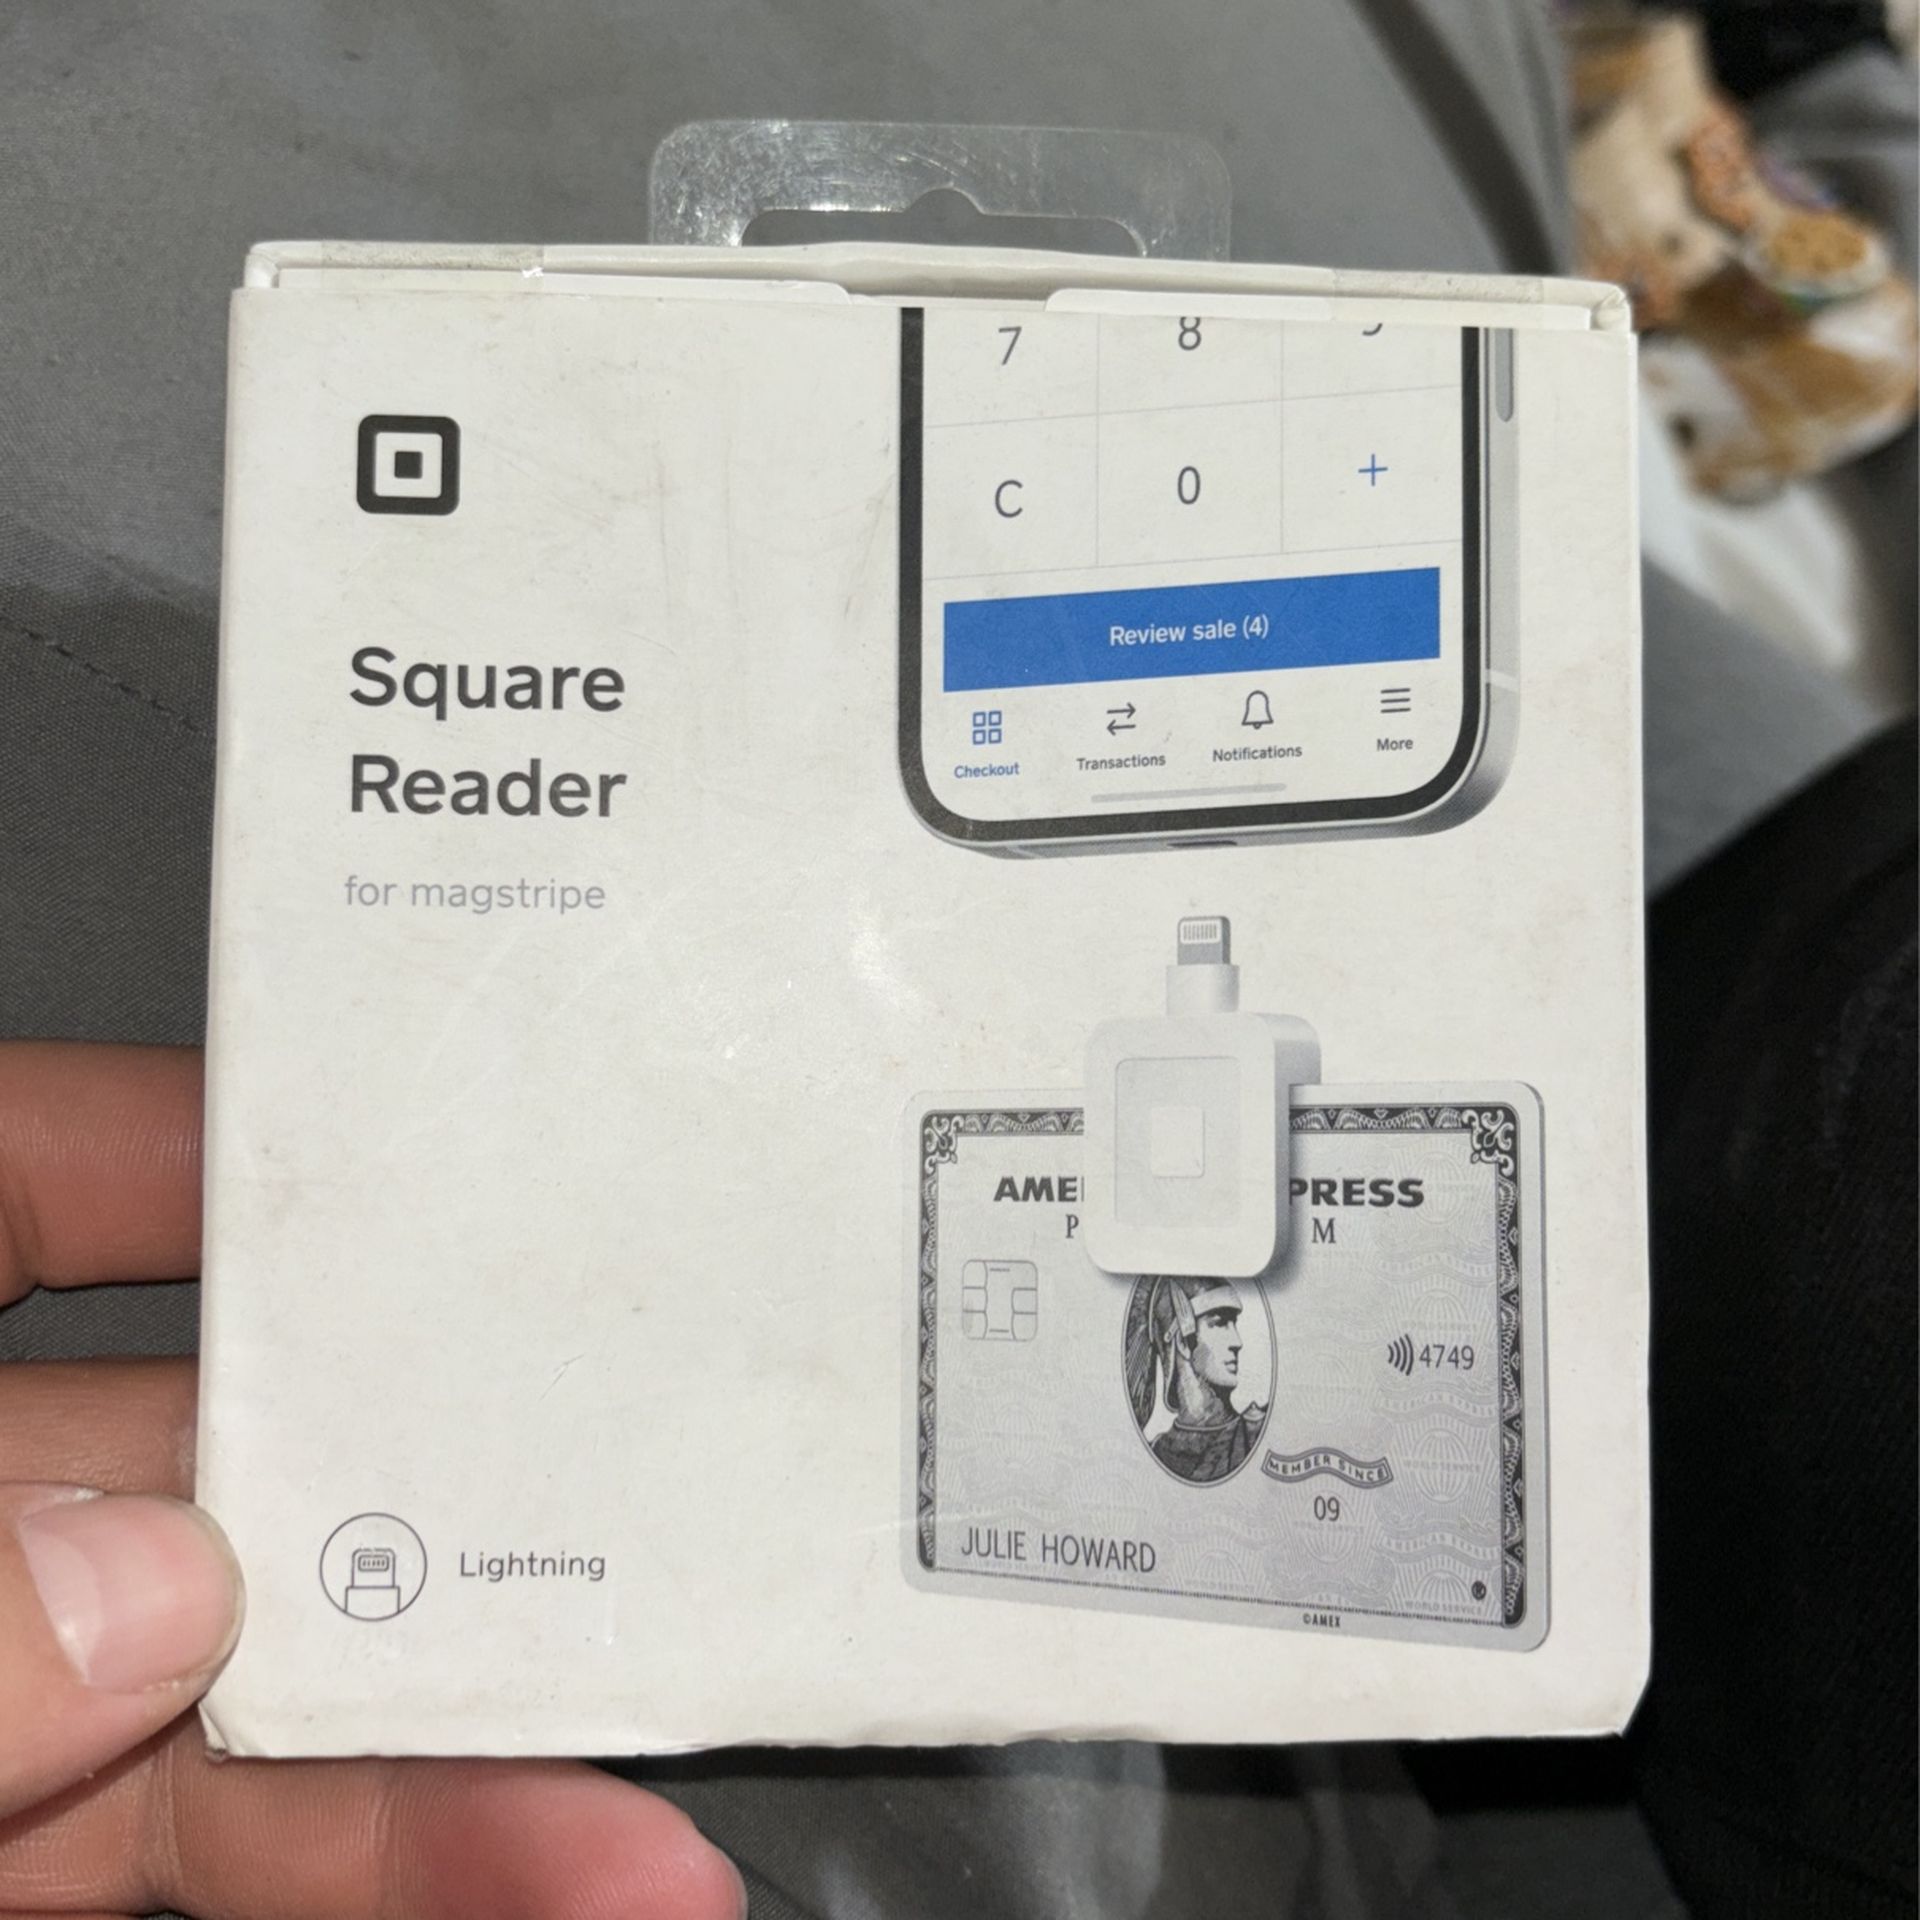 Square
Reader
for magstripe
Lightning
7 8
C 0 +
Review sale (4)
Checkout Transactions Notifications More
AME PRESS
P M
4749
MEMBER SINCE
09
JULIE HOWARD
®
©AMEX